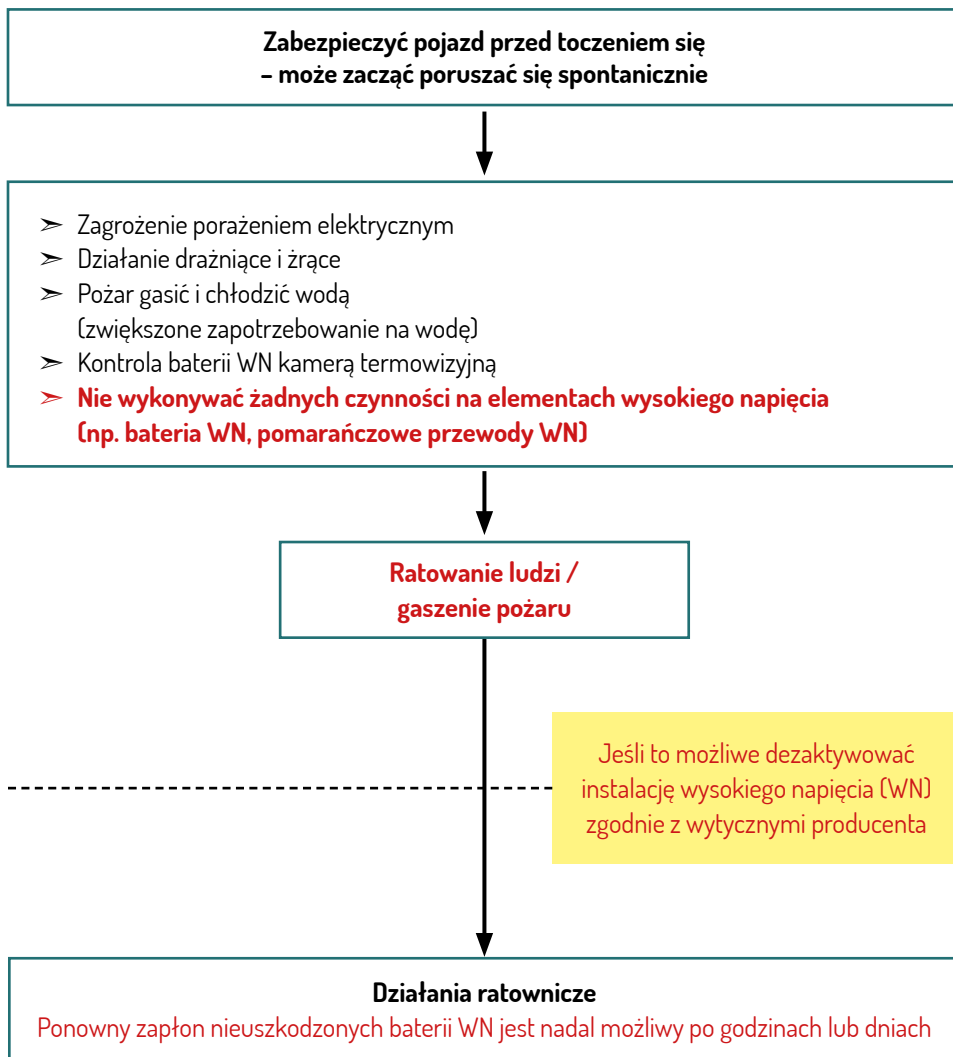 Zabezpieczyć pojazd przed toczeniem się
– może zacząć poruszać się spontanicznie
➣ Zagrożenie porażeniem elektrycznym
➣ Działanie drażniące i żrące
➣ Pożar gasić i chłodzić wodą
(zwiększone zapotrzebowanie na wodę)
➣ Kontrola baterii WN kamerą termowizyjną
➣ Nie wykonywać żadnych czynności na elementach wysokiego napięcia
(np. bateria WN, pomarańczowe przewody WN)
Ratowanie ludzi /
gaszenie pożaru
Jeśli to możliwe dezaktywować
instalację wysokiego napięcia (WN)
zgodnie z wytycznymi producenta
Działania ratownicze
Ponowny zapłon nieuszkodzonych baterii WN jest nadal możliwy po godzinach lub dniach